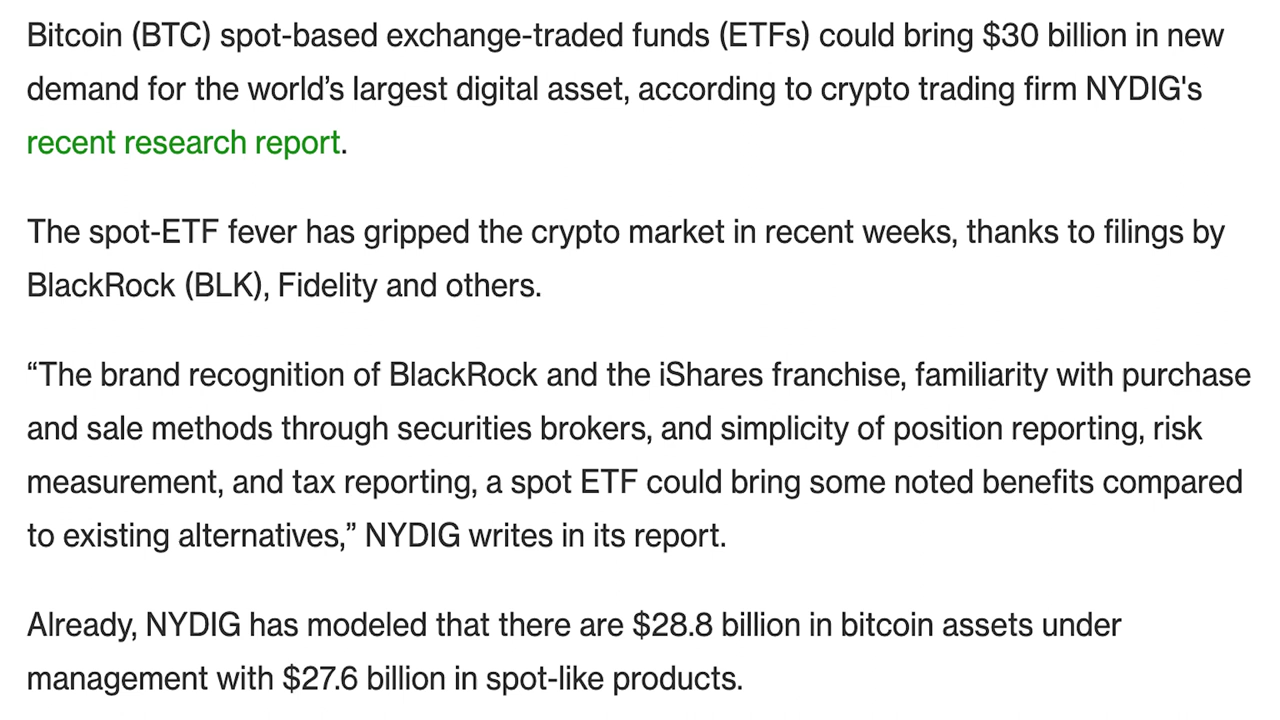 Bitcoin (BTC) spot-based exchange-traded funds (ETFs) could bring $30 billion in new
demand for the world’s largest digital asset, according to crypto trading firm NYDIG's
recent research report.
The spot-ETF fever has gripped the crypto market in recent weeks, thanks to filings by
BlackRock (BLK), Fidelity and others.
“The brand recognition of BlackRock and the iShares franchise, familiarity with purchase
and sale methods through securities brokers, and simplicity of position reporting, risk
measurement, and tax reporting, a spot ETF could bring some noted benefits compared
to existing alternatives,” NYDIG writes in its report.
Already, NYDIG has modeled that there are $28.8 billion in bitcoin assets under
management with $27.6 billion in spot-like products.